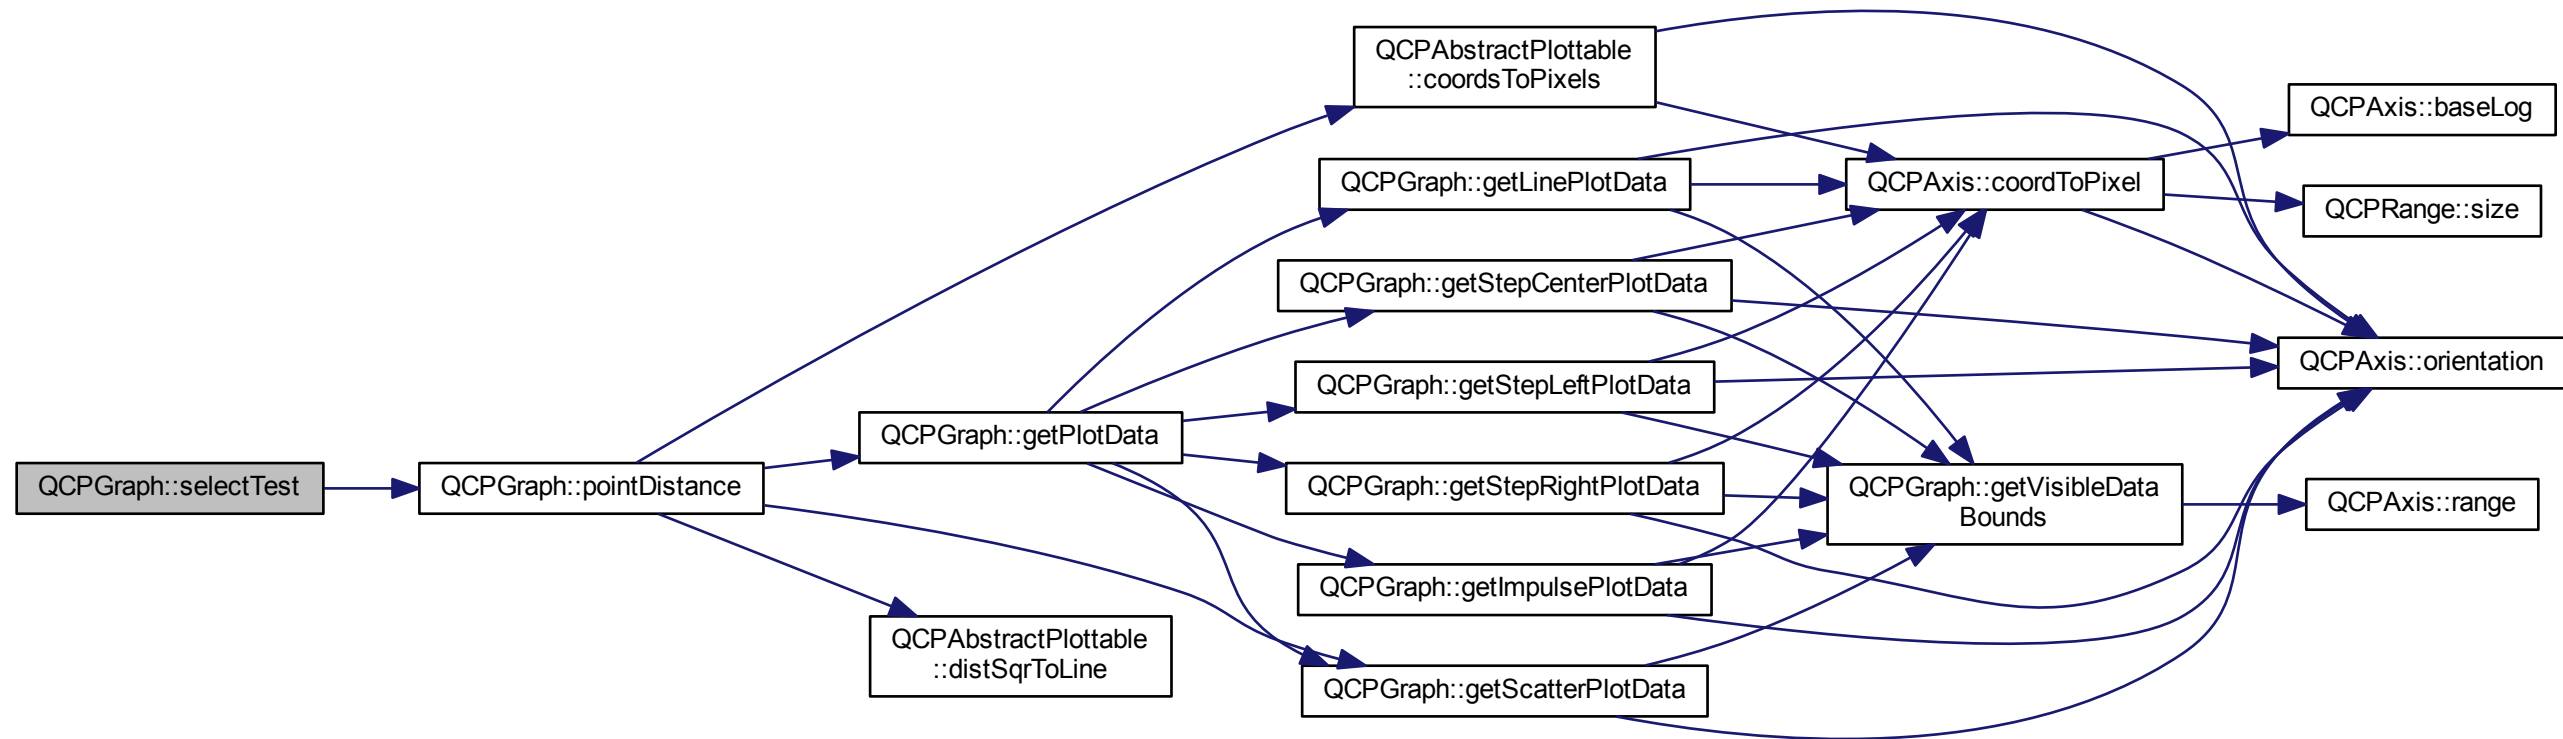 QCPGraph::selectTest
QCPGraph::pointDistance
QCPGraph::getPlotData
QCPAbstractPlottable
::distSqrToLine
QCPAbstractPlottable
::coordsToPixels
QCPGraph::getLinePlotData
QCPGraph::getStepCenterPlotData
QCPGraph::getStepLeftPlotData
QCPGraph::getStepRightPlotData
QCPGraph::getImpulsePlotData
QCPGraph::getScatterPlotData
QCPAxis::coordToPixel
QCPGraph::getVisibleData
Bounds
QCPAxis::baseLog
QCPRange::size
QCPAxis::orientation
QCPAxis::range